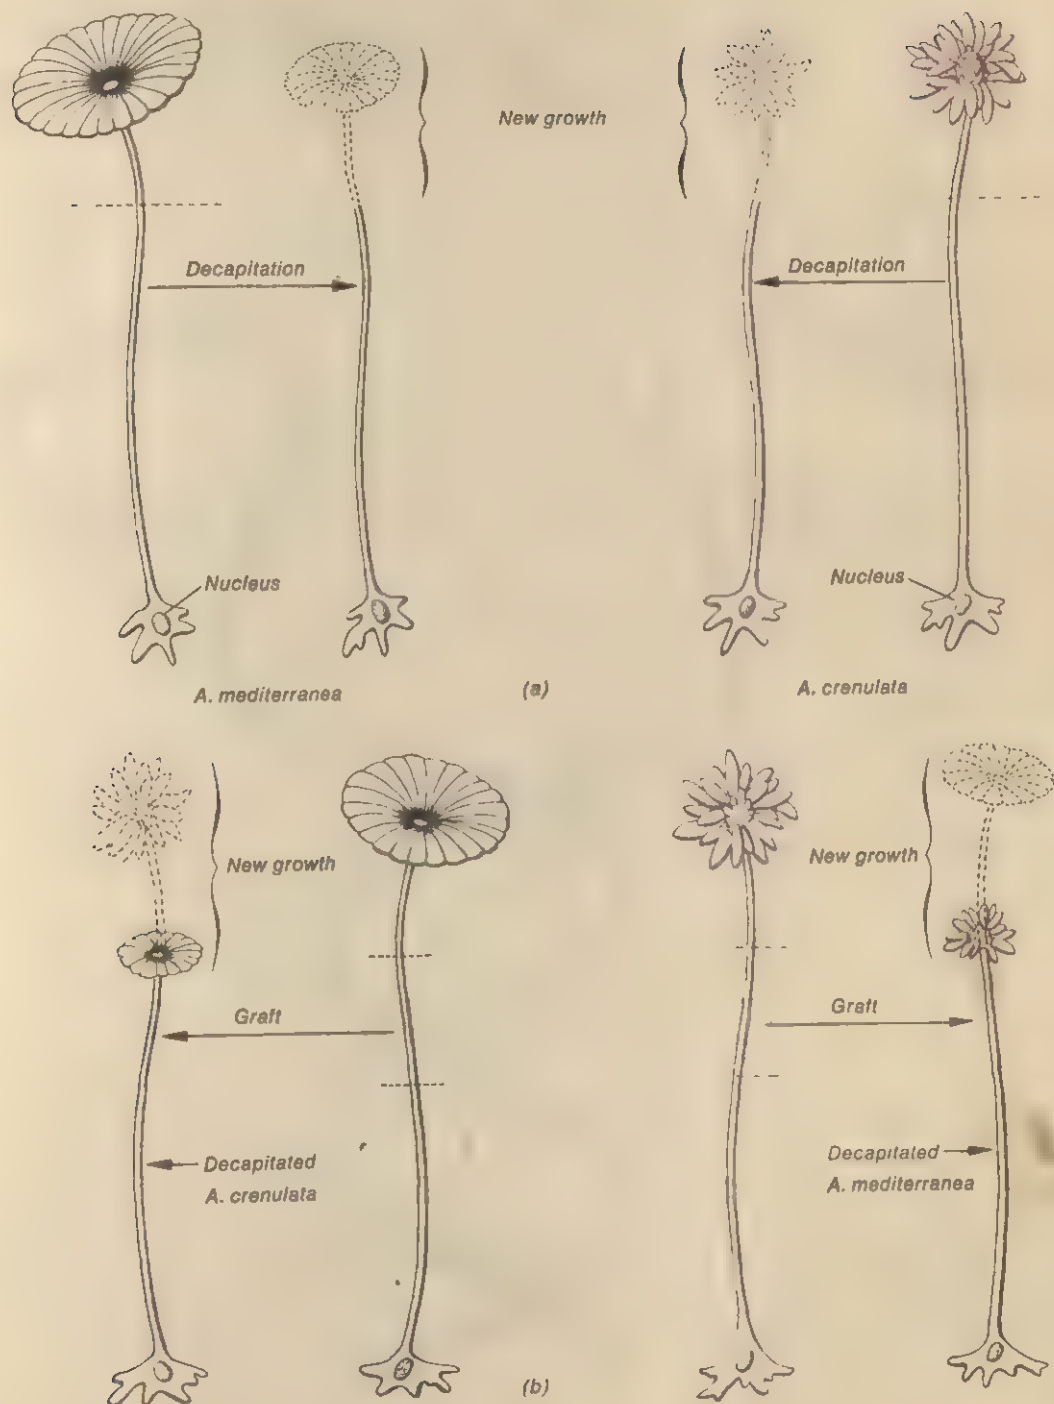 New growth
Decapitation
Decapitation
Nucleus
Nucleus
A. mediterranea
(a)
A. crenulata
New growth
New growth
Graft
Graft
Decapitated
A. crenulata
Decapitated
A. mediterranea
(b)